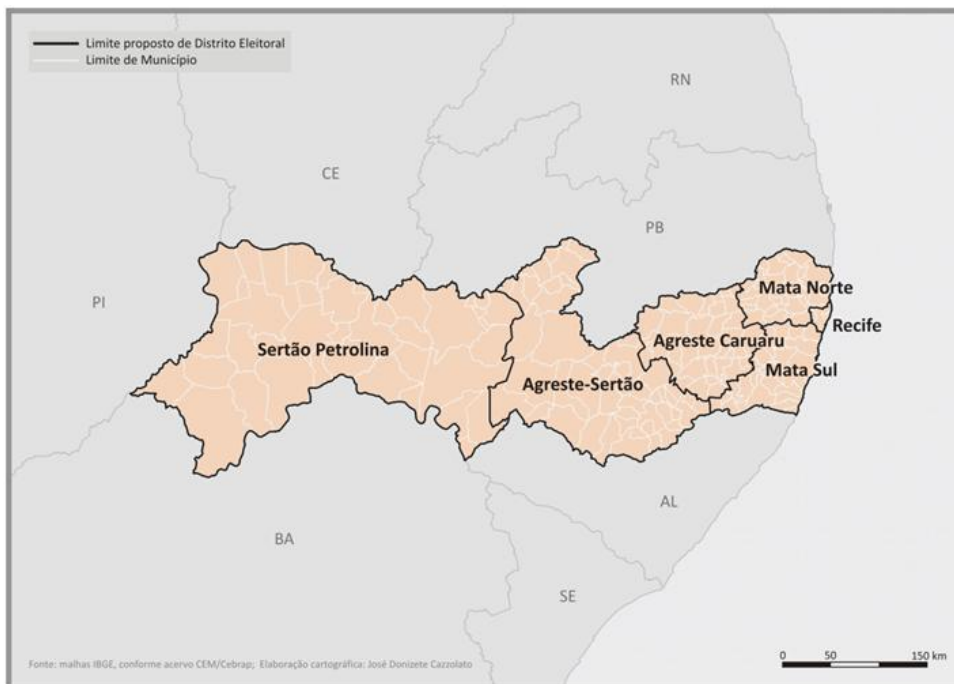 Limite proposto de Distrito Eleitoral
Limite de Município
RN
CE
PB
PI
Mata Norte
Recife
Agreste Caruaru
Sertão Petrolina
Mata Sul
Agreste-Sertão
AL
BA
SE
Fonte: malhas IBGE, conforme acervo CEM/Cebrap; Elaboração cartográfica: José Donizete Cazzolato
0 50 150 km